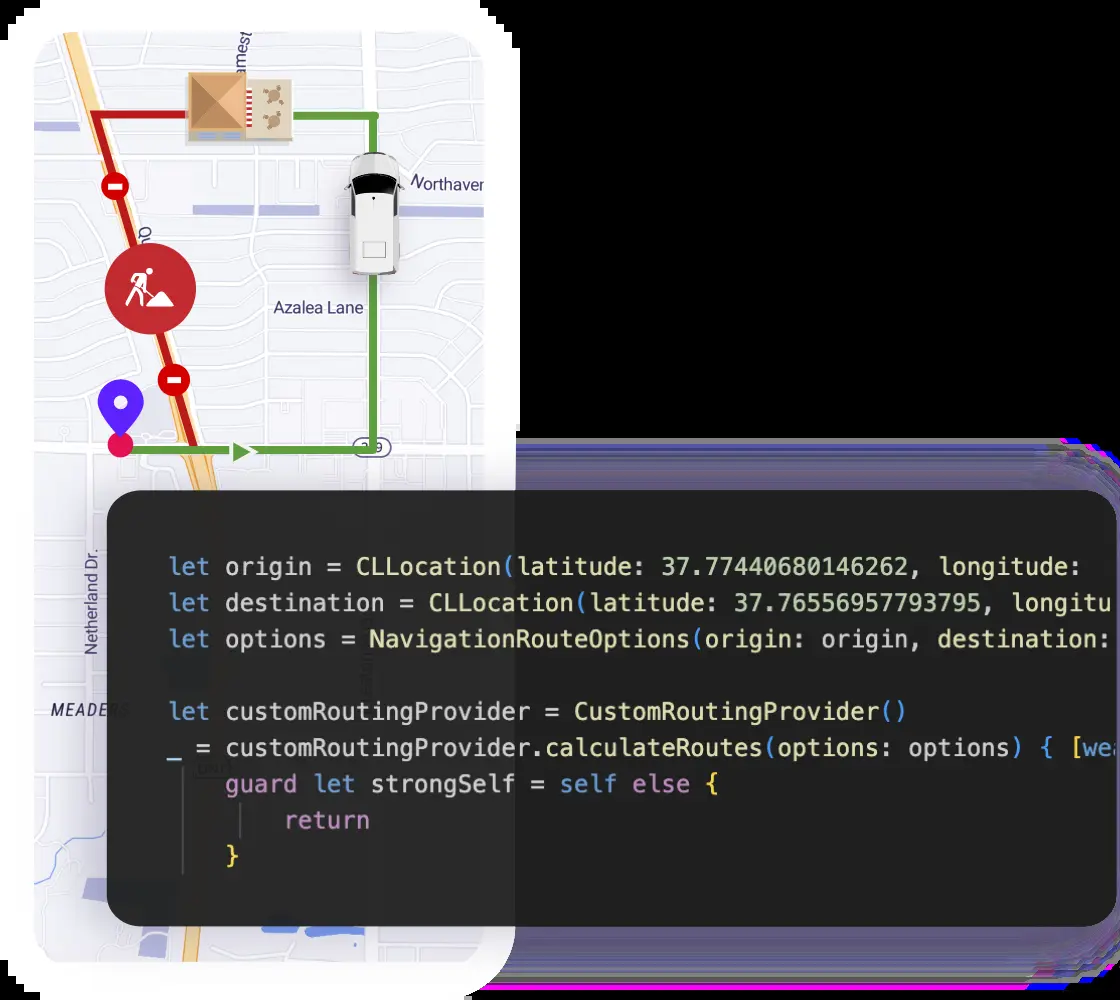 Northaven
Azalea Lane
Netherland Dr.
let origin = CLLocation(latitude: 37.77440680146262, longitude:
let destination = CLLocation(latitude: 37.76556957793795, longitu
let options = NavigationRouteOptions(origin: origin, destination:
MEADERS
let customRoutingProvider = CustomRoutingProvider()
_ = customRoutingProvider.calculateRoutes(options: options) { [wea
guard let strongSelf = self else {
return
}